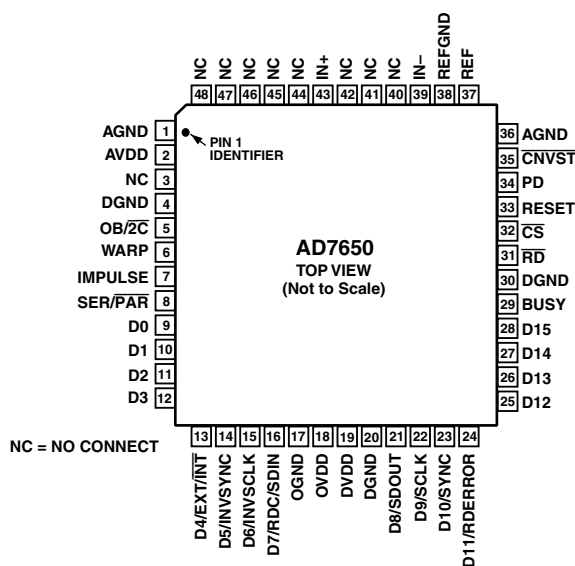 NC
NC
NC
NC
NC
IN+
NC
NC
NC
IN–
REFGND
REF
48
47
46
45
44
43
42
41
40
39
38
37
AGND 1
AVDD 2
NC 3
DGND 4
OB/2C 5
WARP 6
IMPULSE 7
SER/PAR 8
D0 9
D1 10
D2 11
D3 12
PIN 1
IDENTIFIER
AD7650
TOP VIEW
(Not to Scale)
36 AGND
35 CNVST
34 PD
33 RESET
32 CS
31 RD
30 DGND
29 BUSY
28 D15
27 D14
26 D13
25 D12
NC = NO CONNECT
13
14
15
16
17
18
19
20
21
22
23
24
D4/EXT/INT
D5/INVSYNC
D6/INVSCLK
D7/RDC/SDIN
OGND
OVDD
DVDD
DGND
D8/SDOUT
D9/SCLK
D10/SYNC
D11/RDERROR